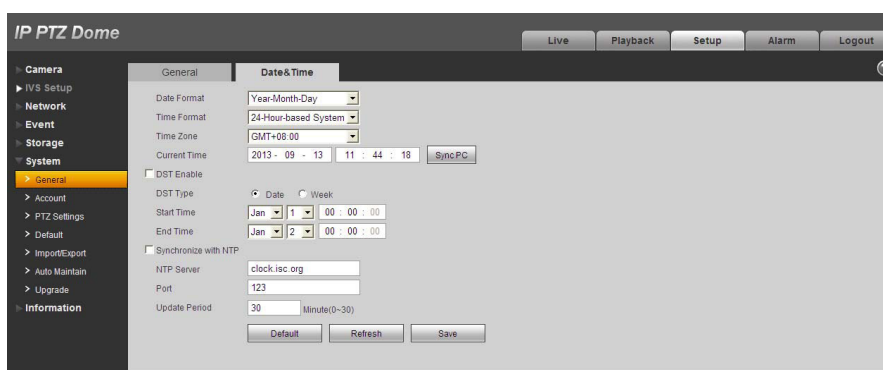 IP PTZ Dome
Live Playback Setup Alarm Logout
Camera
IVS Setup
Network
Event
Storage
System
General
Account
PTZ Settings
Default
Import/Export
Auto Maintain
Upgrade
Information
General Date&Time
Date Format Year-Month-Day
Time Format 24-Hour-based System
Time Zone GMT+08:00
Current Time 2013 - 09 - 13 11 : 44 : 18 Sync PC
DST Enable
DST Type Date Week
Start Time Jan 1 00 : 00 : 00
End Time Jan 2 00 : 00 : 00
Synchronize with NTP
NTP Server clock.isc.org
Port 123
Update Period 30 Minute(0~30)
Default Refresh Save